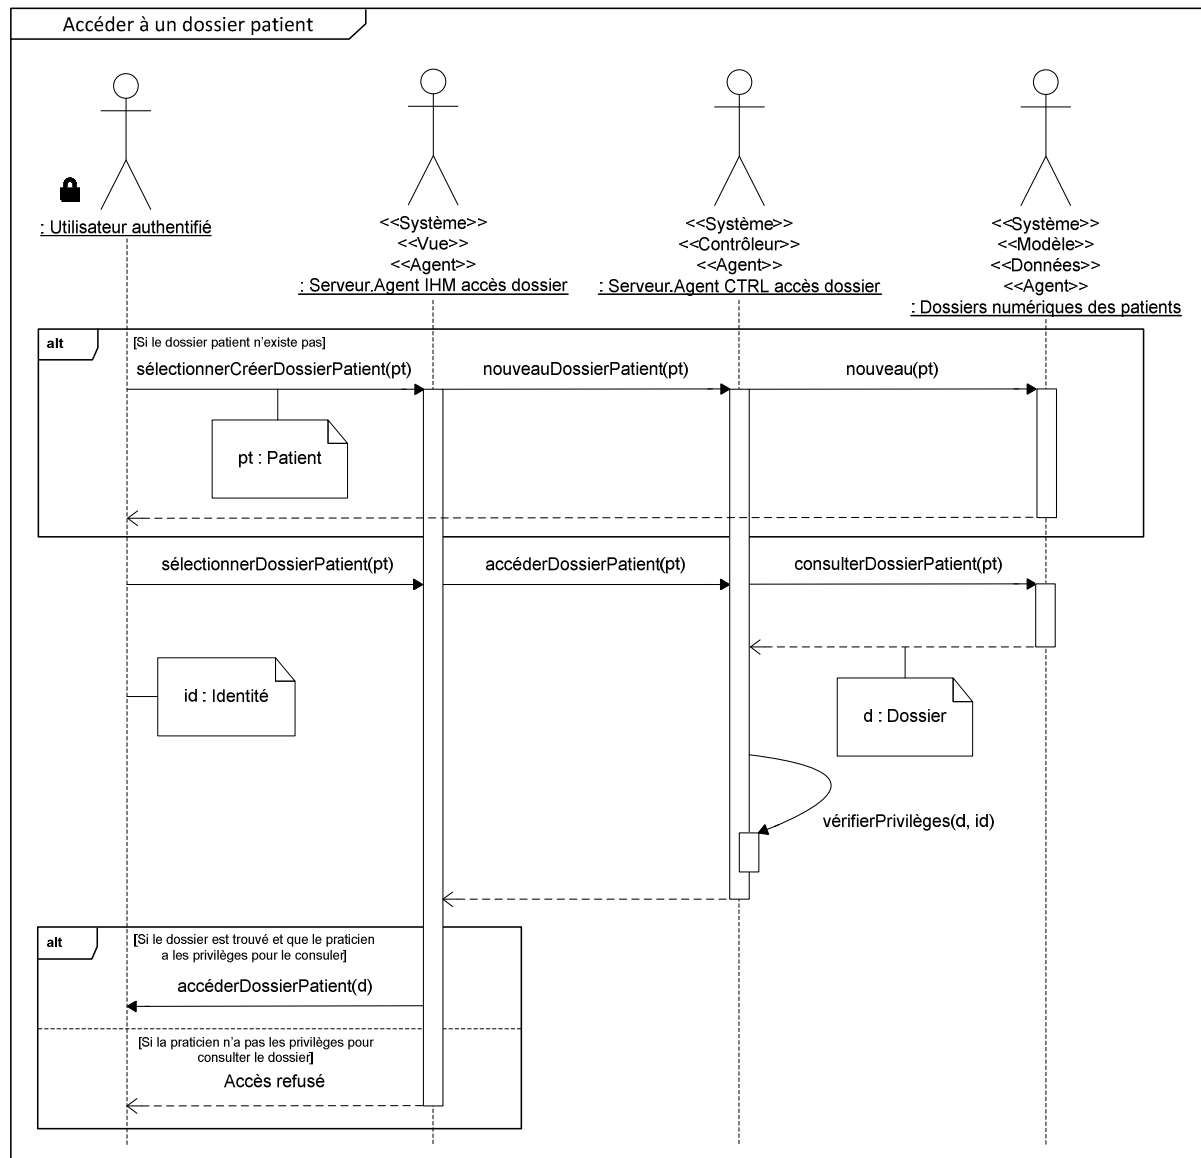 Accéder à un dossier patient
: Utilisateur authentifié
<<Système>>
<<Vue>>
<<Agent>>
: Serveur.Agent IHM accès dossier
<<Système>>
<<Contrôleur>>
<<Agent>>
: Serveur.Agent CTRL accès dossier
<<Système>>
<<Modèle>>
<<Données>>
<<Agent>>
: Dossiers numériques des patients
alt
[Si le dossier patient n'existe pas]
sélectionnerCréerDossierPatient(pt)
nouveauDossierPatient(pt)
nouveau(pt)
pt : Patient
sélectionnerDossierPatient(pt)
accéderDossierPatient(pt)
consulterDossierPatient(pt)
id : Identité
d : Dossier
vérifierPrivilèges(d, id)
alt
[Si le dossier est trouvé et que le praticien
a les privilèges pour le consuler]
accéderDossierPatient(d)
[Si la praticien n'a pas les privilèges pour
consulter le dossier]
Accès refusé